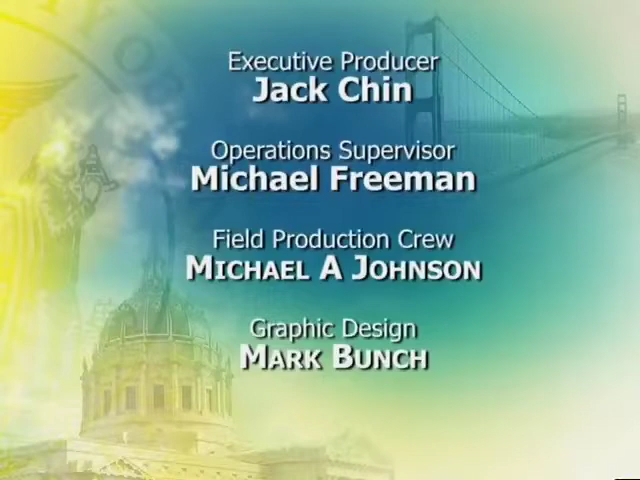 Executive Producer
Jack Chin
Operations Supervisor
Michael Freeman
Field Production Crew
MICHAEL A JOHNSON
Graphic Design
MARK BUNCH